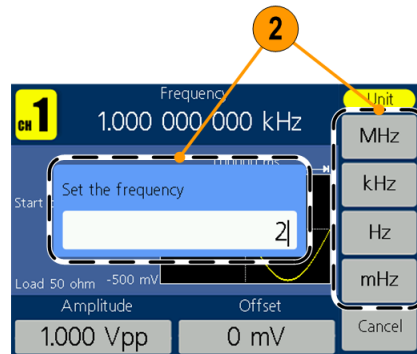 2
CH 1
Frequency
1.000 000 000 kHz
Unit
MHz
kHz
Hz
mHz
Cancel
Start
Set the frequency
2
Load 50 ohm
-500 mV
Amplitude
Offset
1.000 Vpp
0 mV